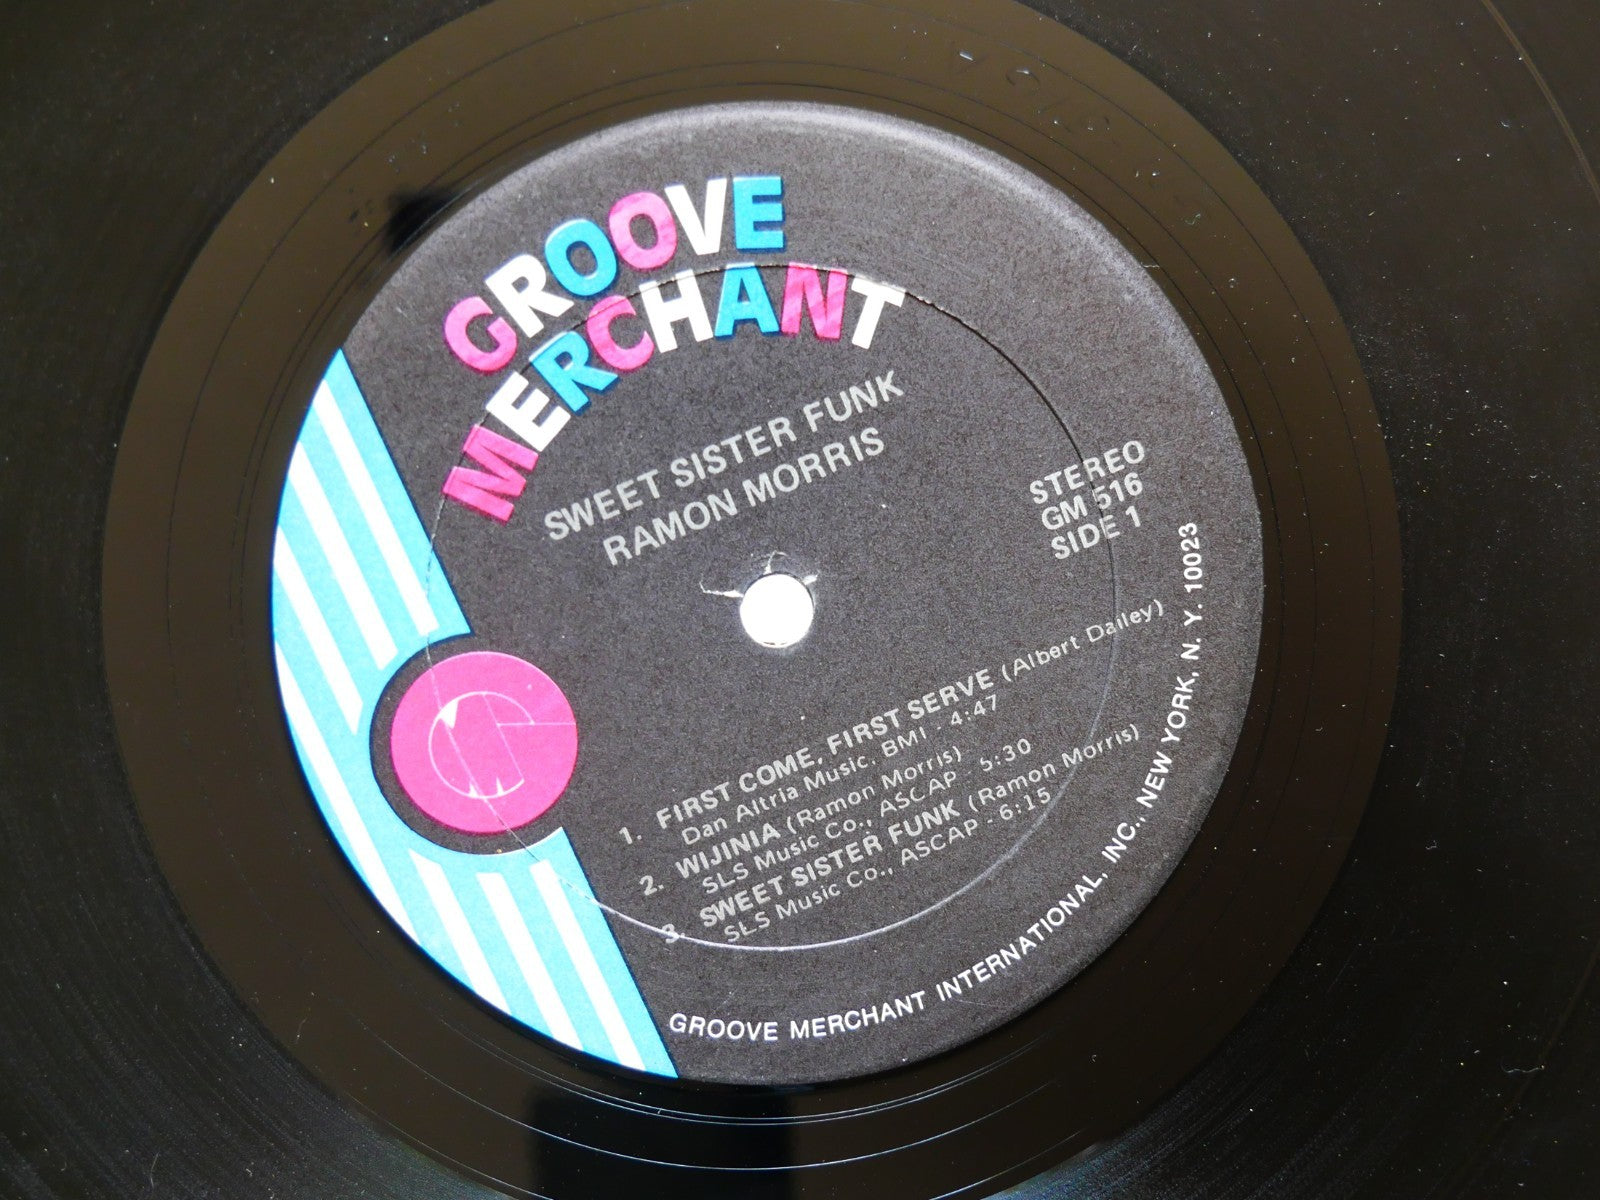 GROOVE
MERCHANT
SWEET SISTER FUNK
RAMON MORRIS
STEREO
GM 516
SIDE 1
1. FIRST COME, FIRST SERVE (Albert Dailey)
Dan Altria Music, BMI - 4:47
2. WIJINIA (Ramon Morris)
SLS Music Co., ASCAP - 5:30
3. SWEET SISTER FUNK (Ramon Morris)
SLS Music Co., ASCAP - 6:15
GROOVE MERCHANT INTERNATIONAL, INC., NEW YORK, N. Y. 10023